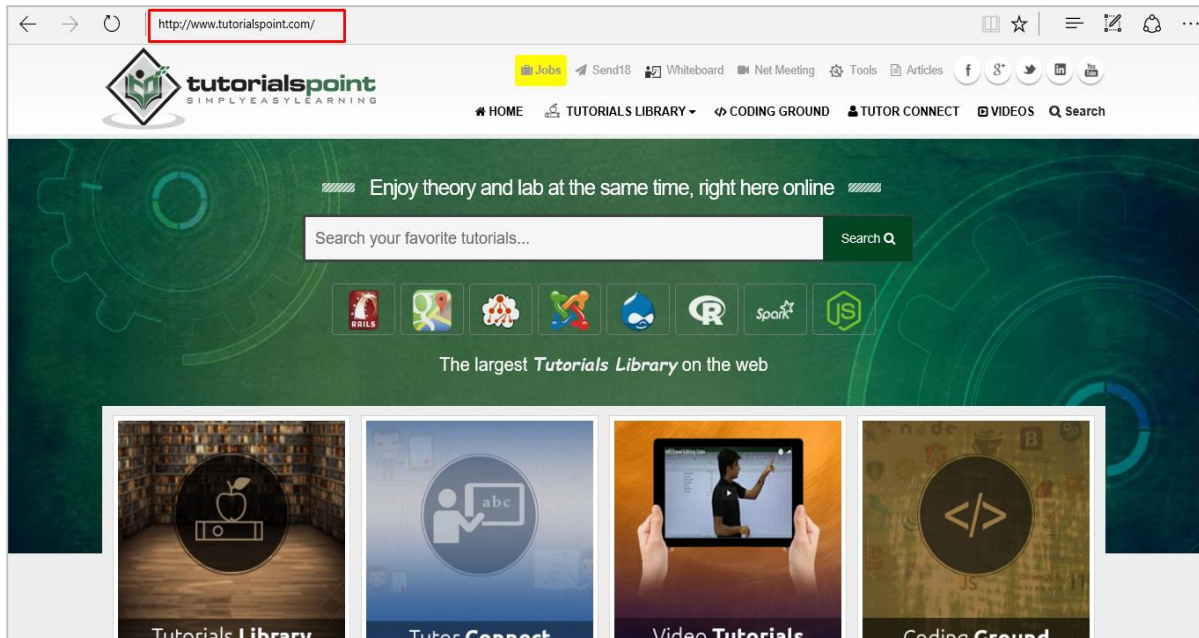 http://www.tutorialspoint.com/
tutorialspoint
SIMPLYEASYLEARNING
Jobs Send18 Whiteboard Net Meeting Tools Articles
HOME TUTORIALS LIBRARY CODING GROUND TUTOR CONNECT VIDEOS Search
Enjoy theory and lab at the same time, right here online
Search your favorite tutorials... Search
RAILS
R
Spark
JS
The largest Tutorials Library on the web
abc
</>
Tutorials Library Tutor Connect Video Tutorials Coding Ground